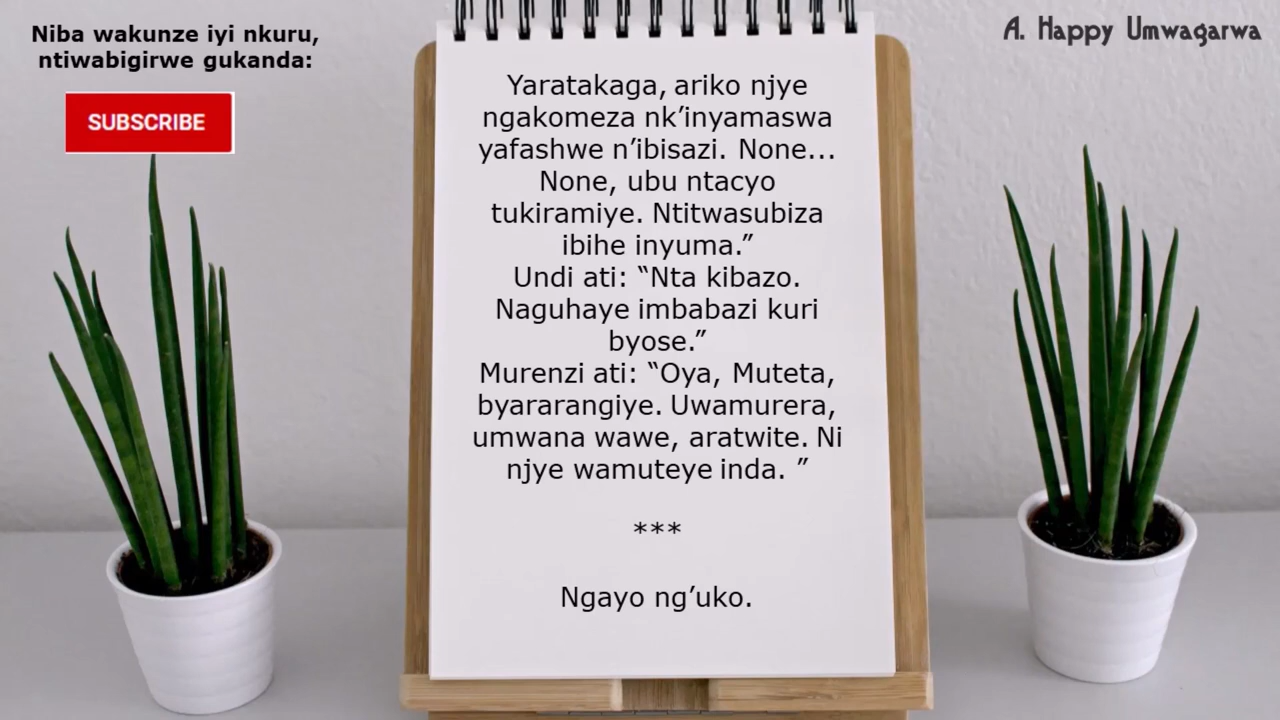 Niba wakunze iyi nkuru,
ntiwabigirwe gukanda:
SUBSCRIBE
A. Happy Umwagarwa
Yaratakaga, ariko njye
ngakomeza nk’inyamaswa
yafashwe n’ibisazi. None...
None, ubu ntacyo
tukiramiye. Ntitwasubiza
ibihe inyuma.”
Undi ati: “Nta kibazo.
Naguhaye imbabazi kuri
byose.”
Murenzi ati: “Oya, Muteta,
byararangiye. Uwamurera,
umwana wawe, aratwite. Ni
njye wamuteye inda. ”
***
Ngayo ng’uko.